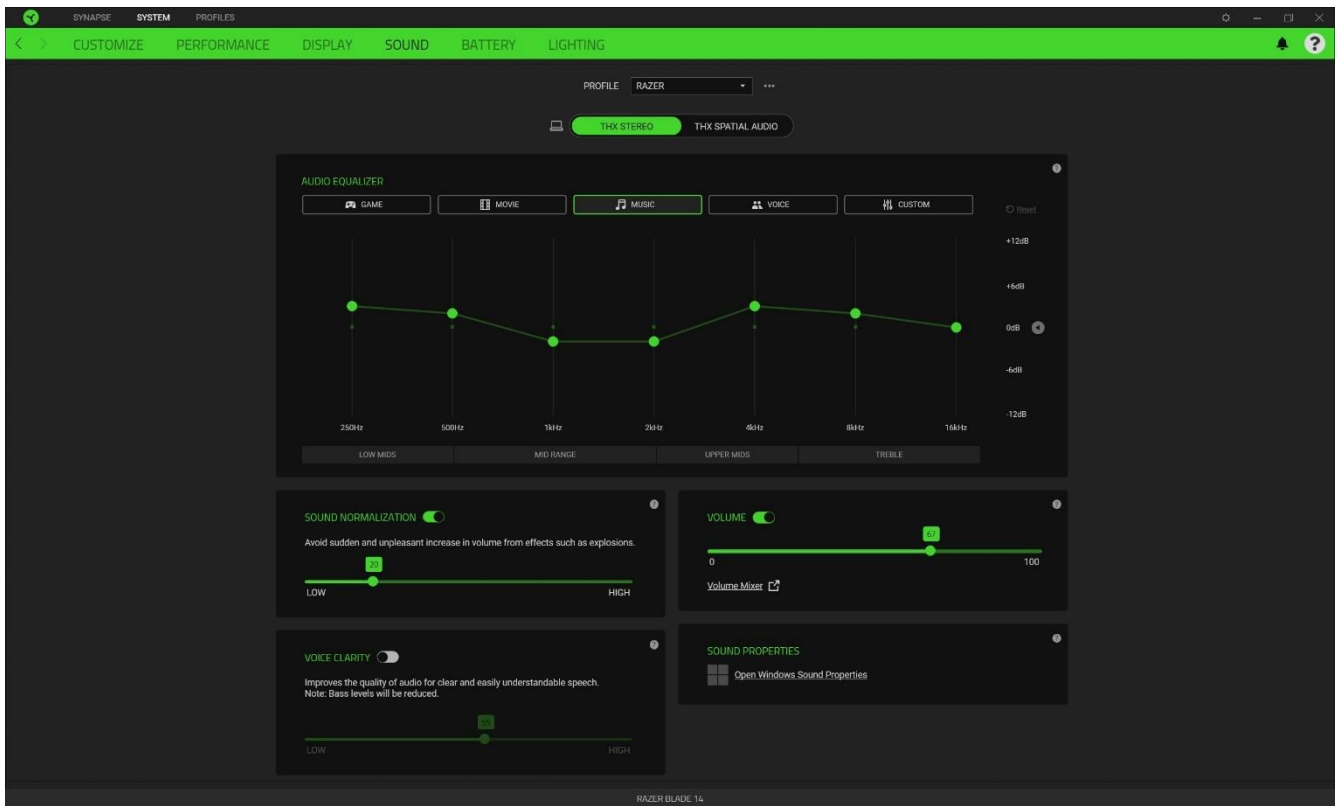 SYNAPSE SYSTEM PROFILES
CUSTOMIZE PERFORMANCE DISPLAY SOUND BATTERY LIGHTING ?
PROFILE RAZER
THX STEREO THX SPATIAL AUDIO
AUDIO EQUALIZER
GAME MOVIE MUSIC VOICE CUSTOM
Reset
+12dB
+6dB
0dB
-6dB
-12dB
250Hz 500Hz 1kHz 2kHz 4kHz 8kHz 16kHz
LOW MIDS MID RANGE UPPER MIDS TREBLE
SOUND NORMALIZATION
Avoid sudden and unpleasant increase in volume from effects such as explosions.
20
LOW HIGH
VOLUME
67
0 100
Volume Mixer
VOICE CLARITY
Improves the quality of audio for clear and easily understandable speech.
Note: Bass levels will be reduced.
LOW HIGH
SOUND PROPERTIES
Open Windows Sound Properties
RAZER BLADE 14